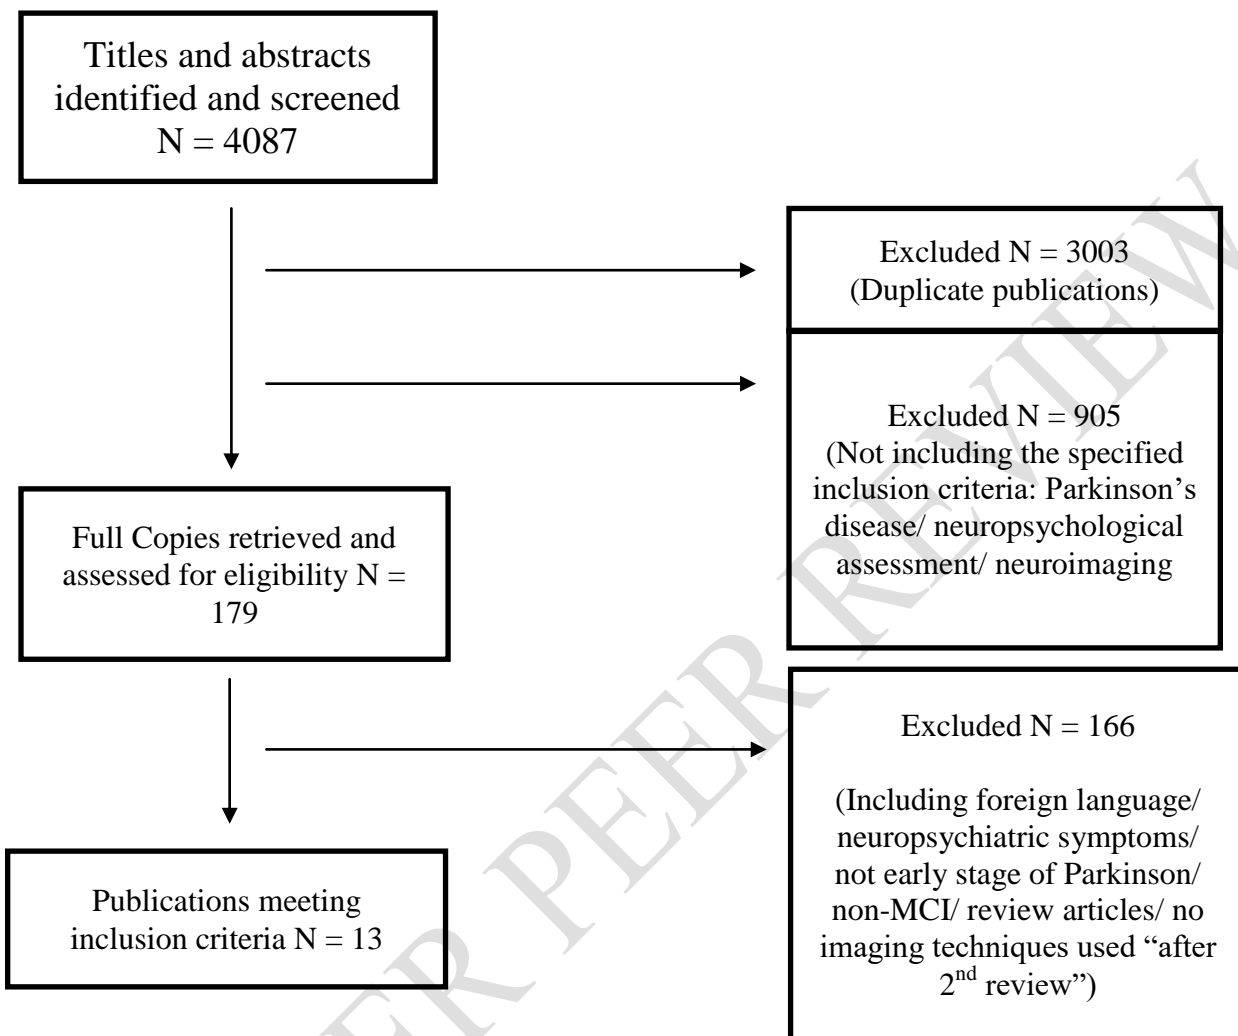 Titles and abstracts
identified and screened
N = 4087
Excluded N = 3003
(Duplicate publications)
Excluded N = 905
(Not including the specified
inclusion criteria: Parkinson’s
disease/ neuropsychological
assessment/ neuroimaging
Full Copies retrieved and
assessed for eligibility N =
179
Excluded N = 166
(Including foreign language/
neuropsychiatric symptoms/
not early stage of Parkinson/
non-MCI/ review articles/ no
imaging techniques used “after
2nd review”)
Publications meeting
inclusion criteria N = 13
ER PEER REVIEW